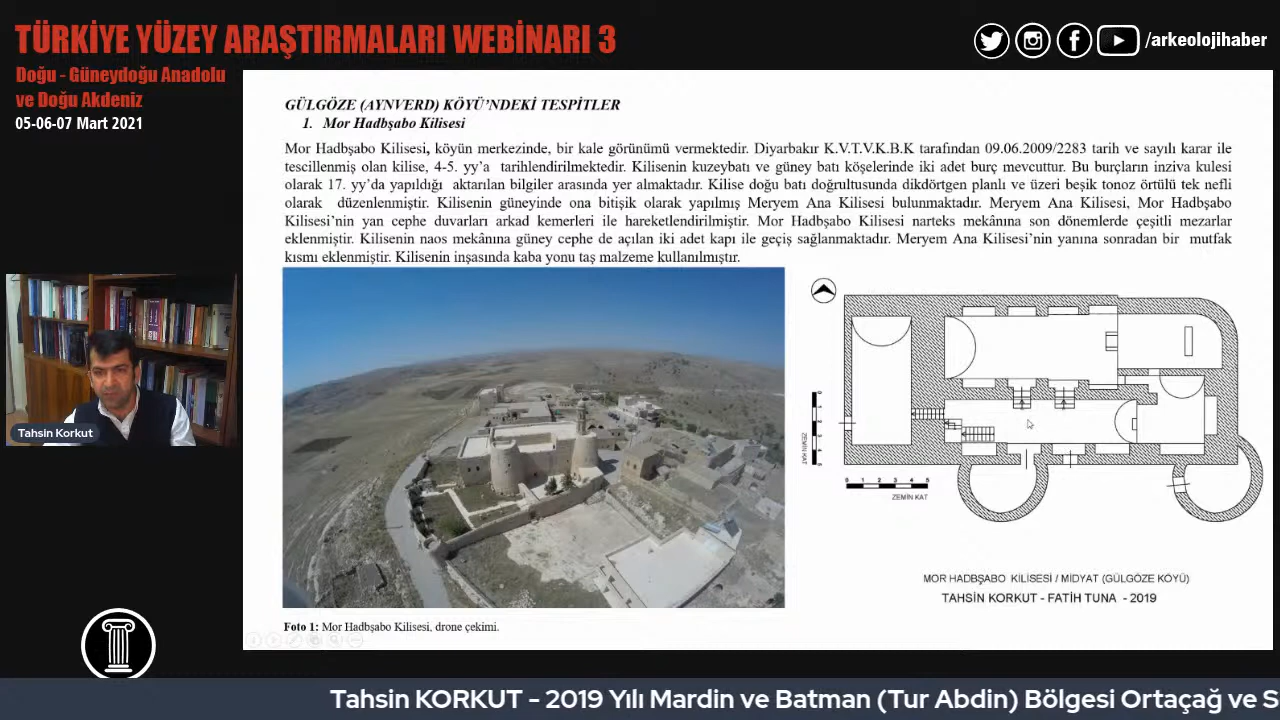 TÜRKİYE YÜZEY ARAŞTIRMALARI WEBİNARI 3
/arkeolojihaber
Doğu - Güneydoğu Anadolu
ve Doğu Akdeniz
05-06-07 Mart 2021
GÜLGÖZE (AYNVERD) KÖYÜ'NDEKİ TESPİTLER
1. Mor Hadbşabo Kilisesi
Mor Hadbşabo Kilisesi, köyün merkezinde, bir kale görünümü vermektedir. Diyarbakır K.V.T.V.K.B.K tarafından 09.06.2009/2283 tarih ve sayılı karar ile
tescillenmiş olan kilise, 4-5. yy'a tarihlendirilmektedir. Kilisenin kuzeybatı ve güney batı köşelerinde iki adet burç mevcuttur. Bu burçların inziva kulesi
olarak 17. yy'da yapıldığı aktarılan bilgiler arasında yer almaktadır. Kilise doğu batı doğrultusunda dikdörtgen planlı ve üzeri beşik tonoz örtülü tek nefli
olarak düzenlenmiştir. Kilisenin güneyinde ona bitişik olarak yapılmış Meryem Ana Kilisesi bulunmaktadır. Meryem Ana Kilisesi, Mor Hadbşabo
Kilisesi'nin yan cephe duvarları arkad kemerleri ile hareketlendirilmiştir. Mor Hadbşabo Kilisesi narteks mekânına son dönemlerde çeşitli mezarlar
eklenmiştir. Kilisenin naos mekânına güney cephe de açılan iki adet kapı ile geçiş sağlanmaktadır. Meryem Ana Kilisesi'nin yanına sonradan bir mutfak
kısmı eklenmiştir. Kilisenin inşasında kaba yonu taş malzeme kullanılmıştır.
Tahsin Korkut
ZEMİN KAT
0 1 2 3 4 5
ZEMİN KAT
MOR HADBŞABO KİLİSESİ / MİDYAT (GÜLGÖZE KÖYÜ)
TAHSİN KORKUT - FATİH TUNA - 2019
Foto 1: Mor Hadbşabo Kilisesi, drone çekimi.
Tahsin KORKUT - 2019 Yılı Mardin ve Batman (Tur Abdin) Bölgesi Ortaçağ ve S